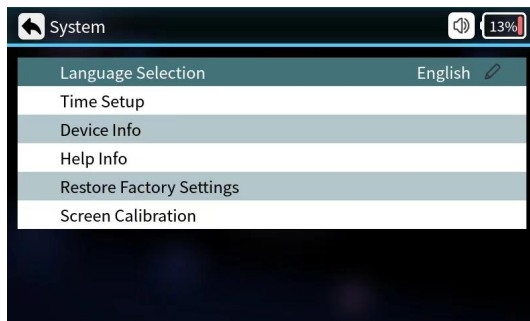 System
13%
Language Selection English
Time Setup
Device Info
Help Info
Restore Factory Settings
Screen Calibration